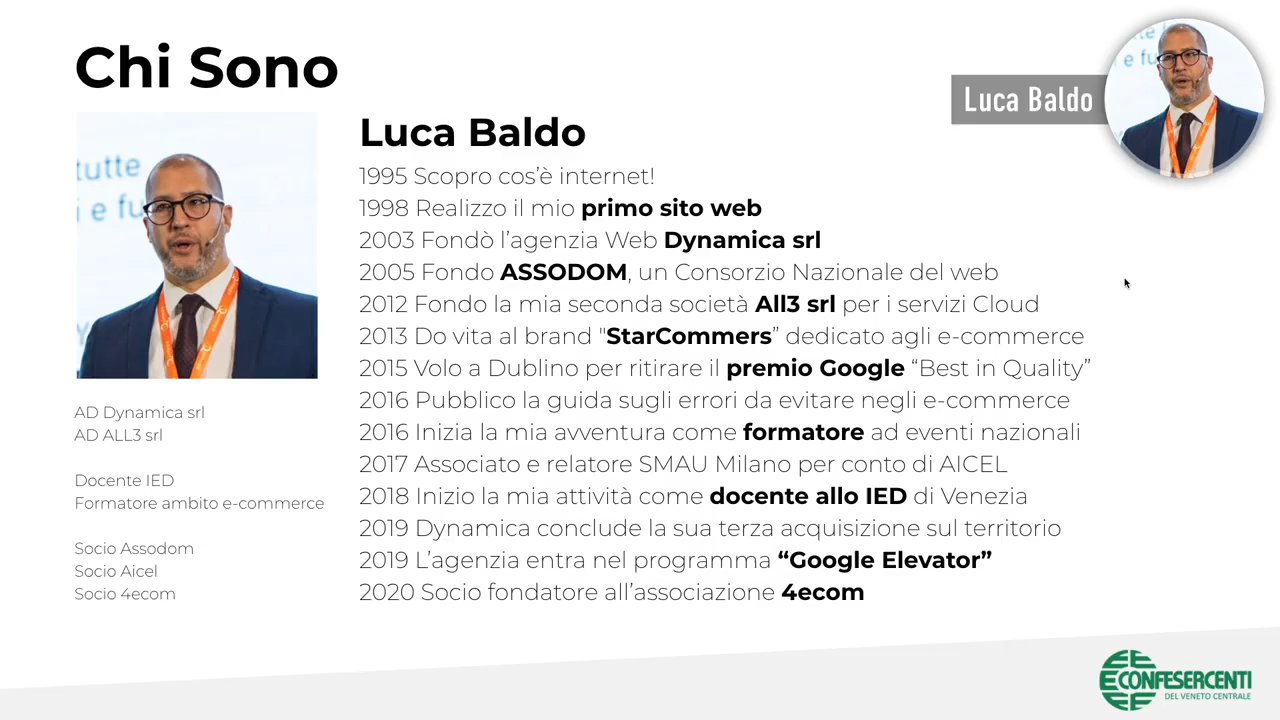 Chi Sono
Luca Baldo
Luca Baldo
tutte
i e fu
1995 Scopro cos’è internet!
1998 Realizzo il mio primo sito web
2003 Fondò l’agenzia Web Dynamica srl
2005 Fondo ASSODOM, un Consorzio Nazionale del web
2012 Fondo la mia seconda società All3 srl per i servizi Cloud
2013 Do vita al brand "StarCommers” dedicato agli e-commerce
2015 Volo a Dublino per ritirare il premio Google “Best in Quality”
2016 Pubblico la guida sugli errori da evitare negli e-commerce
2016 Inizia la mia avventura come formatore ad eventi nazionali
2017 Associato e relatore SMAU Milano per conto di AICEL
2018 Inizio la mia attività come docente allo IED di Venezia
2019 Dynamica conclude la sua terza acquisizione sul territorio
2019 L’agenzia entra nel programma “Google Elevator”
2020 Socio fondatore all’associazione 4ecom
AD Dynamica srl
AD ALL3 srl
Docente IED
Formatore ambito e-commerce
Socio Assodom
Socio Aicel
Socio 4ecom
CONFESERCENTI
DEL VENETO CENTRALE